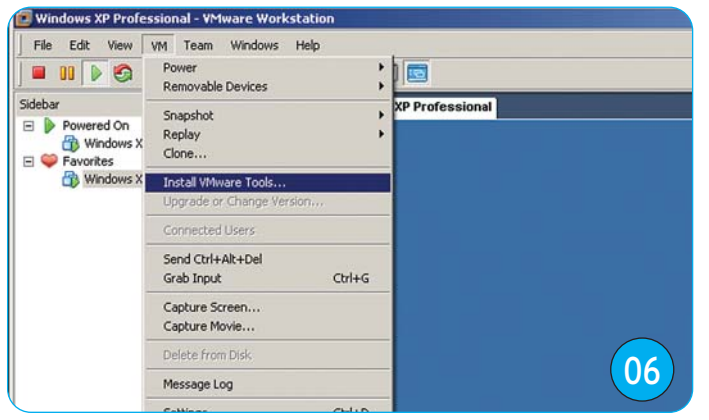 Windows XP Professional - VMware Workstation
File Edit View VM Team Windows Help
Sidebar
XP Professional
Powered On
Windows X
Favorites
Windows X
Power
Removable Devices
Snapshot
Replay
Clone...
Install VMware Tools...
Upgrade or Change Version...
Connected Users
Send Ctrl+Alt+Del
Grab Input Ctrl+G
Capture Screen...
Capture Movie...
Delete from Disk
Message Log
Settings Ctrl+D
06